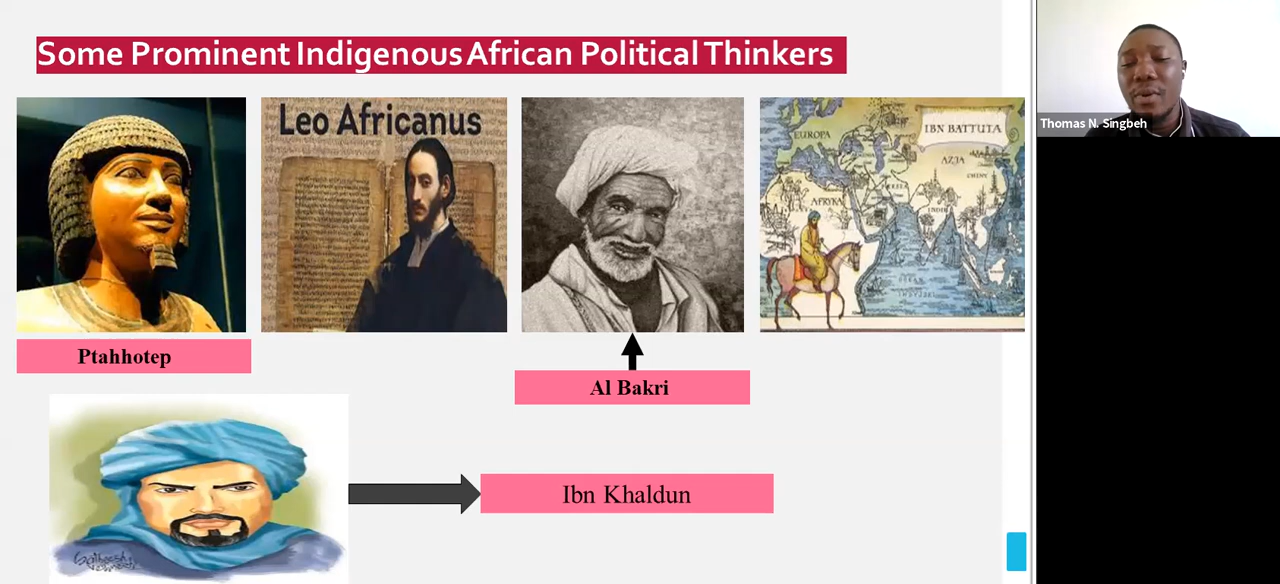 Some Prominent Indigenous African Political Thinkers
Thomas N. Singbeh
Leo Africanus
IBN BATTUTA
EUROPA
AZJA
AFRYKA
Ptahhotep
Al Bakri
Ibn Khaldun